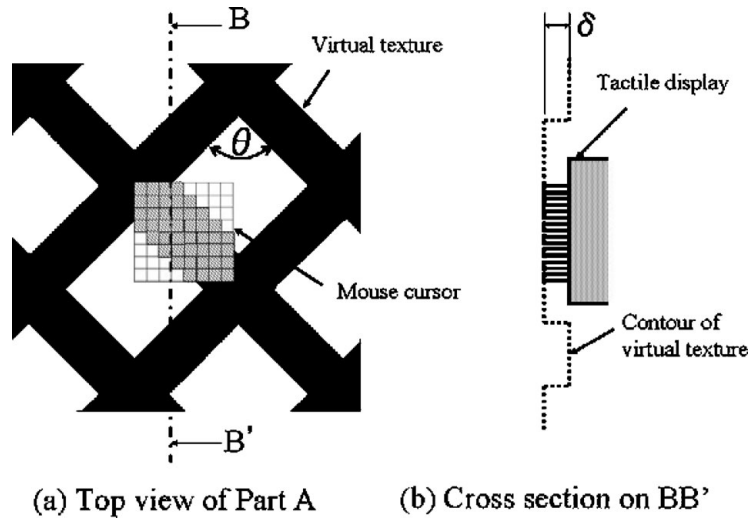 B
Virtual texture
θ
Mouse cursor
B'
(a) Top view of Part A
δ
Tactile display
Contour of
virtual texture
(b) Cross section on BB'